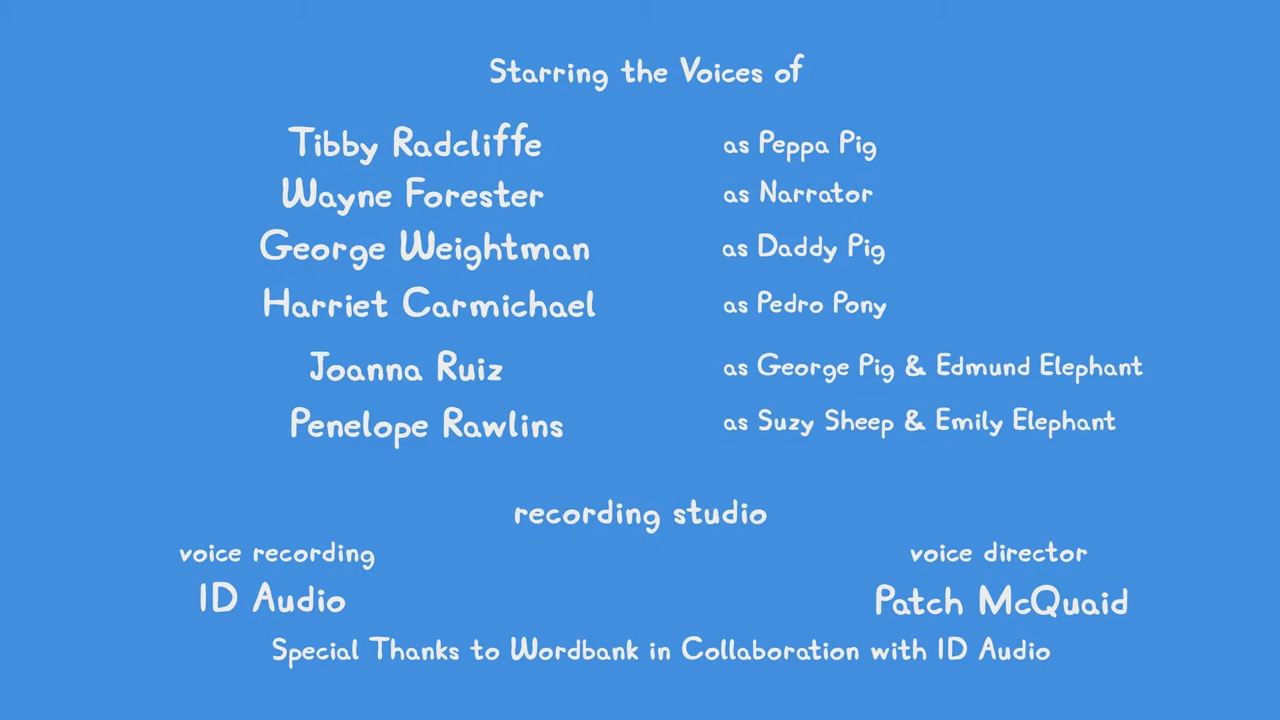 Starring the Voices of
Tibby Radcliffe as Peppa Pig
Wayne Forester as Narrator
George Weightman as Daddy Pig
Harriet Carmichael as Pedro Pony
Joanna Ruiz as George Pig & Edmund Elephant
Penelope Rawlins as Suzy Sheep & Emily Elephant
recording studio
voice recording voice director
ID Audio Patch McQuaid
Special Thanks to Wordbank in Collaboration with ID Audio